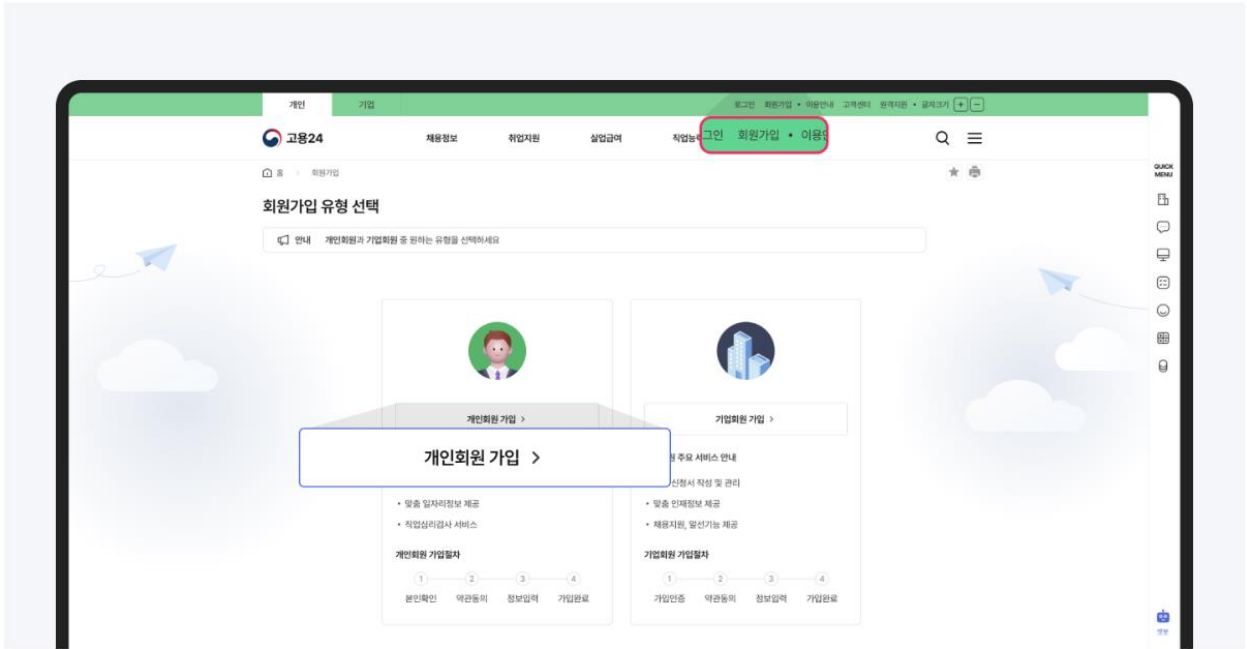 개인 기업
로그인 회원가입 • 이용안내 고객센터 원격지원 • 글자크기 + -
고용24 채용정보 취업지원 실업급여 직업능
그인 회원가입 • 이용
홈 > 회원가입
QUICK
MENU
회원가입 유형 선택
안내 개인회원과 기업회원 중 원하는 유형을 선택하세요
개인회원 가입 >
기업회원 가입 >
개인회원 가입 >
주요 서비스 안내
신청서 작성 및 관리
• 맞춤 일자리정보 제공
• 맞춤 인재정보 제공
• 직업심리검사 서비스
• 채용지원, 알선기능 제공
개인회원 가입절차
기업회원 가입절차
1 2 3 4
1 2 3 4
본인확인 약관동의 정보입력 가입완료
가입인증 약관동의 정보입력 가입완료
챗봇